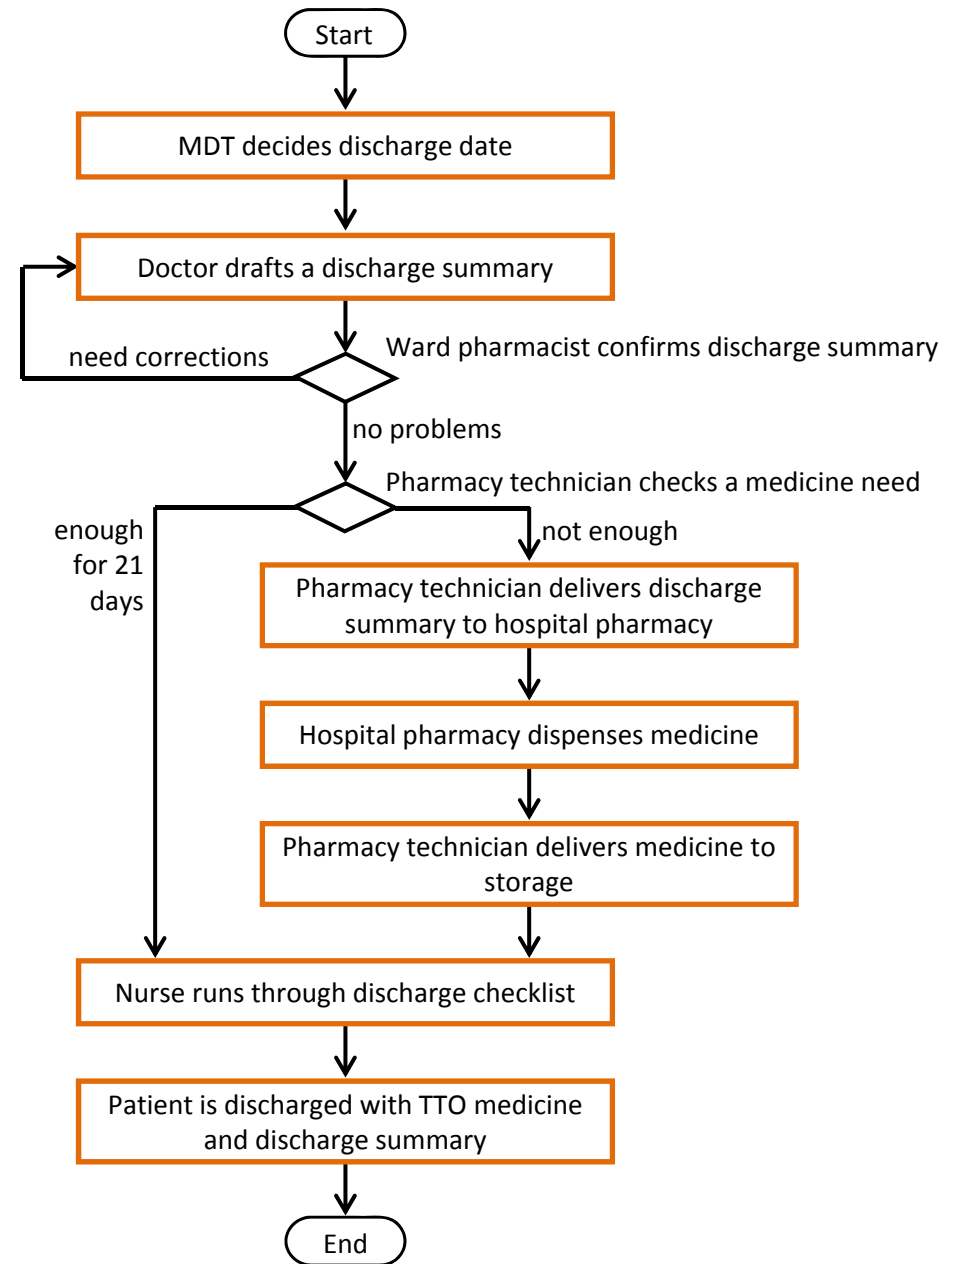 Start
MDT decides discharge date
Doctor drafts a discharge summary
Ward pharmacist confirms discharge summary
need corrections
no problems
Pharmacy technician checks a medicine need
enough
for 21
days
not enough
Pharmacy technician delivers discharge
summary to hospital pharmacy
Hospital pharmacy dispenses medicine
Pharmacy technician delivers medicine to
storage
Nurse runs through discharge checklist
Patient is discharged with TTO medicine
and discharge summary
End